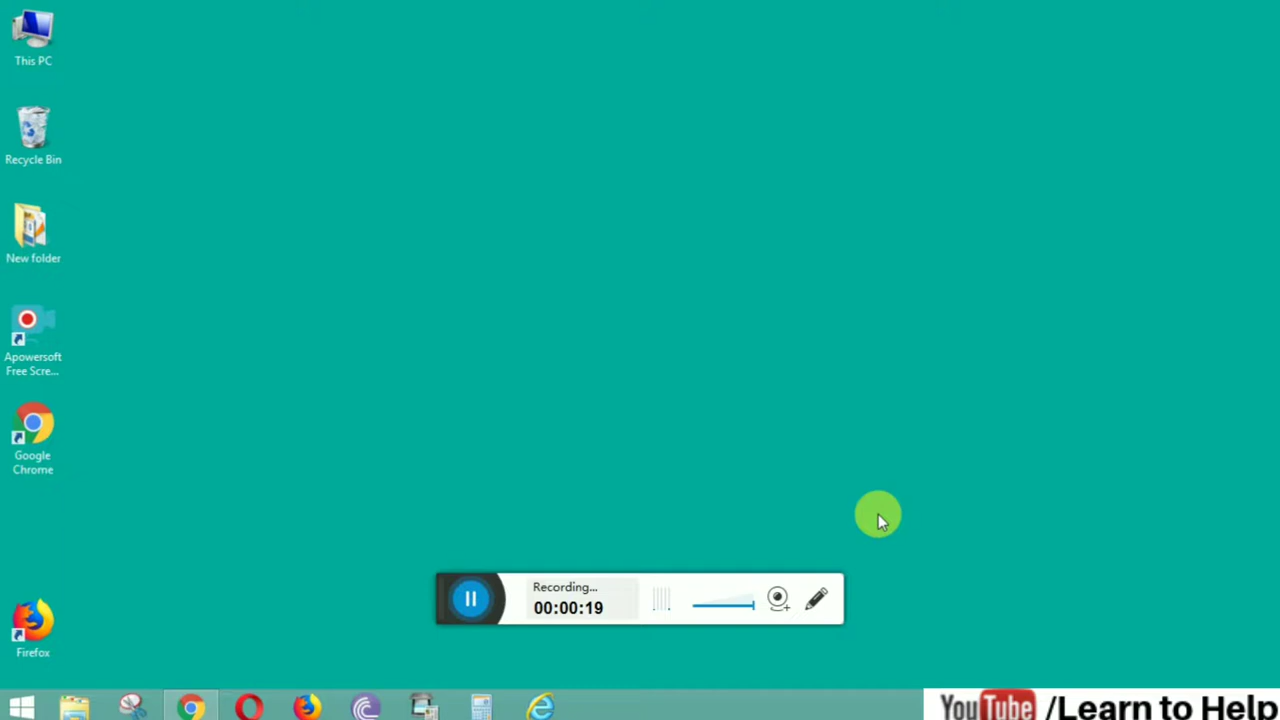 This PC
Recycle Bin
New folder
Apowersoft
Free Scre...
Google
Chrome
Firefox
Recording...
00:00:19
YouTube /Learn to Help